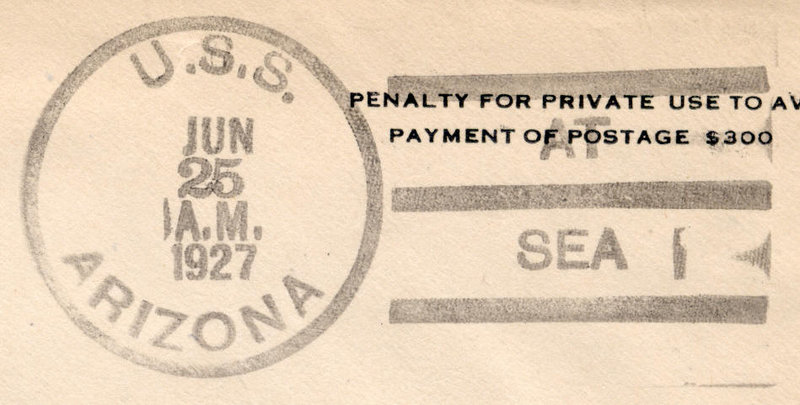 U.S.S.
JUN
25
A.M.
1927
ARIZONA
PENALTY FOR PRIVATE USE TO AV
PAYMENT OF POSTAGE $300
AT
SEA